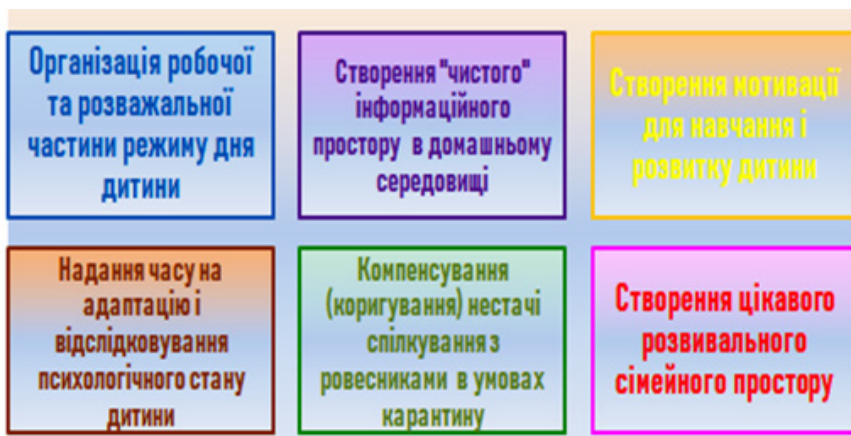 Організація робочої
та розважальної
частини режиму дня
дитини
Створення "чистого"
інформаційного
простору в домашньому
середовищі
Створення мотивації
для навчання і
розвитку дитини
Надання часу на
адаптацію і
відслідковування
психологічного стану
дитини
Компенсування
(коригування) нестачі
спілкування з
ровесниками в умовах
карантину
Створення цікавого
розвивального
сімейного простору